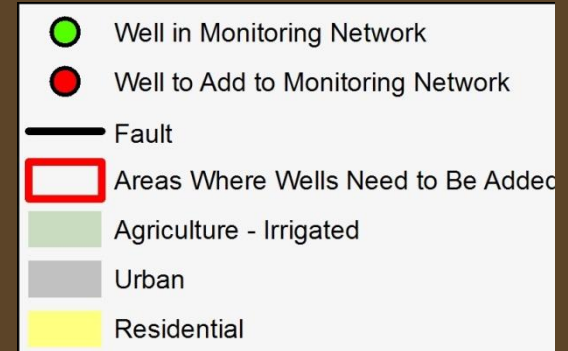 Well in Monitoring Network
Well to Add to Monitoring Network
Fault
Areas Where Wells Need to Be Added
Agriculture - Irrigated
Urban
Residential